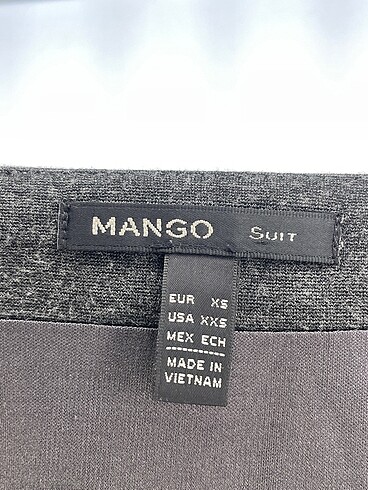 MANGO SUIT
EUR XS
USA XXS
MEX ECH
MADE IN
VIETNAM